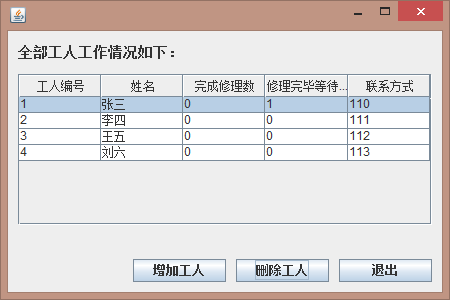 全部工人工作情况如下：
工人编号 姓名 完成修理数 修理完毕等待... 联系方式
1 张三 0 1 110
2 李四 0 0 111
3 王五 0 0 112
4 刘六 0 0 113
增加工人 删除工人 退出